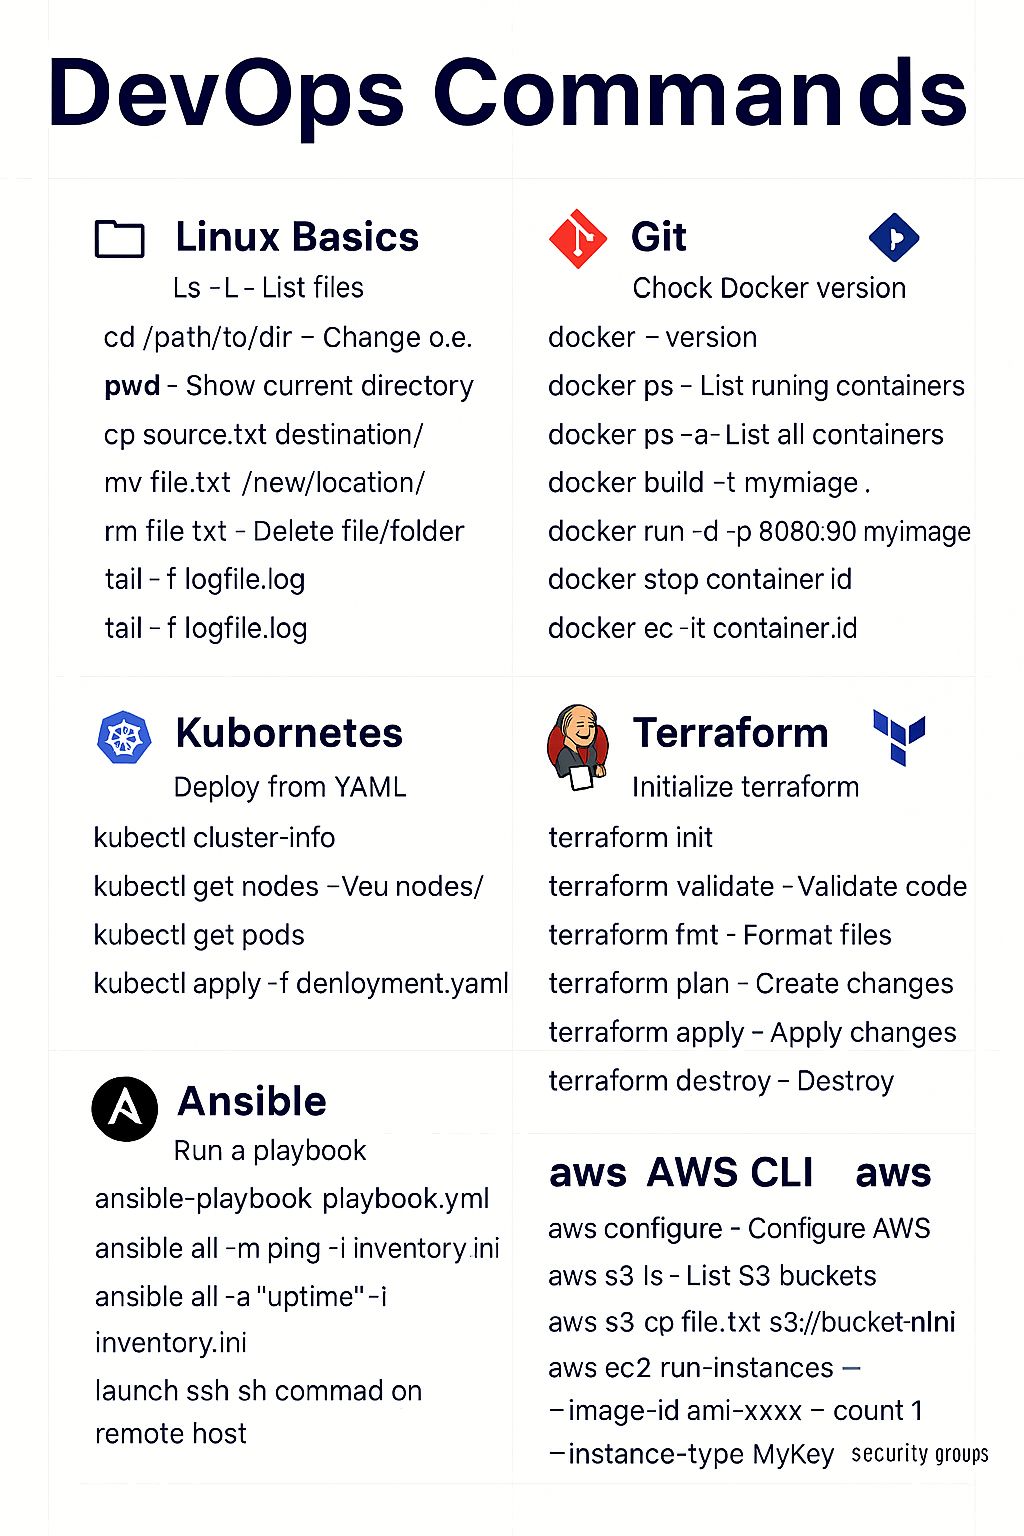 DevOps Commands
Linux Basics
Ls -L - List files
cd /path/to/dir – Change o.e.
pwd - Show current directory
cp source.txt destination/
mv file.txt /new/location/
rm file txt - Delete file/folder
tail - f logfile.log
tail - f logfile.log
Git
Chock Docker version
docker – version
docker ps - List runing containers
docker ps -a- List all containers
docker build -t mymiage .
docker run -d -p 8080:90 myimage
docker stop container id
docker ec -it container.id
Kubornetes
Deploy from YAML
kubectl cluster-info
kubectl get nodes –Veu nodes/
kubectl get pods
kubectl apply -f denloyment.yaml
Terraform
Initialize terraform
terraform init
terraform validate - Validate code
terraform fmt - Format files
terraform plan - Create changes
terraform apply – Apply changes
terraform destroy – Destroy
Ansible
Run a playbook
ansible-playbook playbook.yml
ansible all -m ping -i inventory.ini
ansible all -a "uptime" -i
inventory.ini
launch ssh sh commad on
remote host
aws AWS CLI aws
aws configure - Configure AWS
aws s3 ls - List S3 buckets
aws s3 cp file.txt s3://bucket-nlni
aws ec2 run-instances —
–image-id ami-xxxx – count 1
—instance-type MyKey security groups